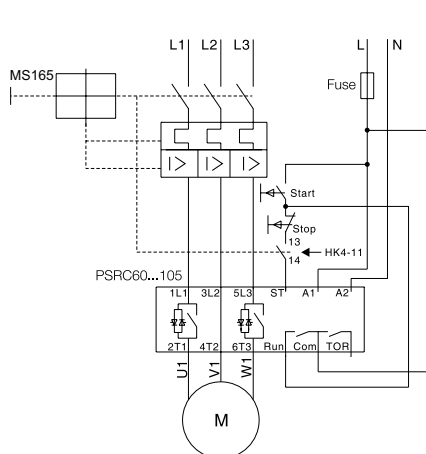 L1 L2 L3 L N
MS165
Fuse
Start
Stop
13
14 HK4-11
PSRC60...105
1L1 3L2 5L3 ST A1 A2
2T1 4T2 6T3 Run Com TOR
U1 V1 W1
M